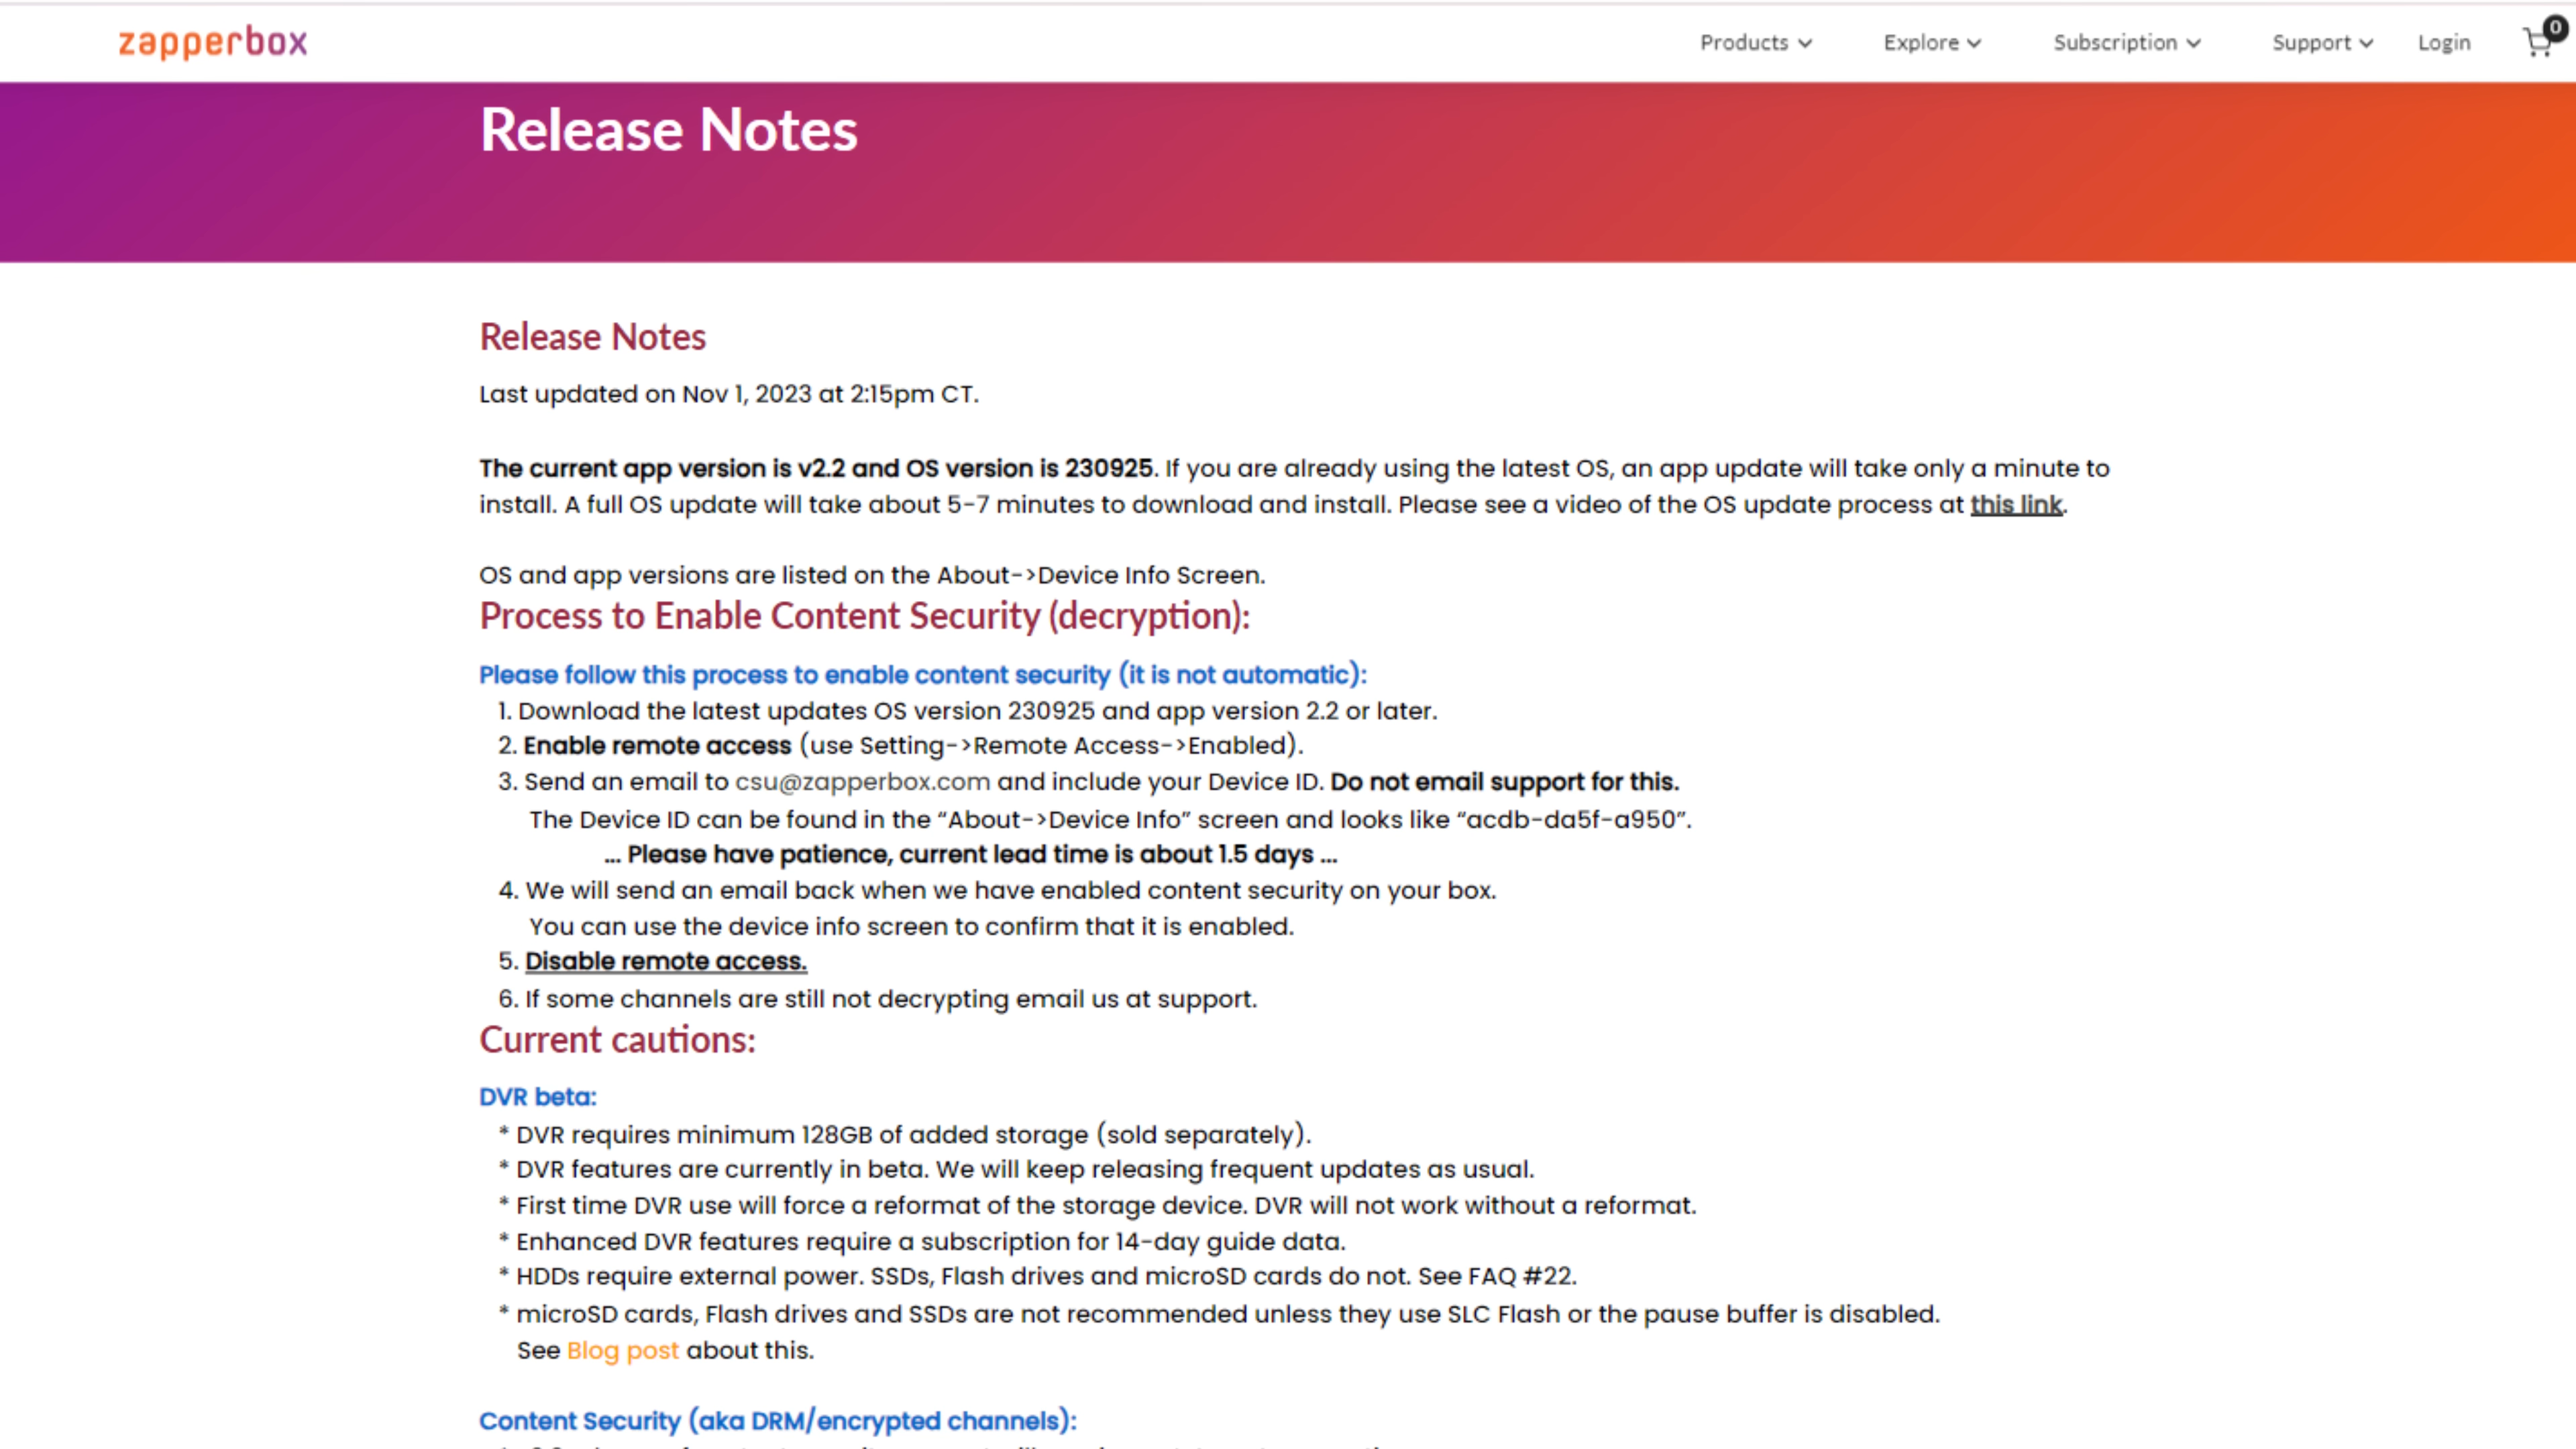 zapperbox
Products Explore Subscription Support Login 0
Release Notes
Release Notes
Last updated on Nov 1, 2023 at 2:15pm CT.
The current app version is v2.2 and OS version is 230925. If you are already using the latest OS, an app update will take only a minute to
install. A full OS update will take about 5-7 minutes to download and install. Please see a video of the OS update process at this link.
OS and app versions are listed on the About->Device Info Screen.
Process to Enable Content Security (decryption):
Please follow this process to enable content security (it is not automatic):
1. Download the latest updates OS version 230925 and app version 2.2 or later.
2. Enable remote access (use Setting->Remote Access->Enabled).
3. Send an email to csu@zapperbox.com and include your Device ID. Do not email support for this.
The Device ID can be found in the “About->Device Info” screen and looks like “acdb-da5f-a950”.
... Please have patience, current lead time is about 1.5 days ...
4. We will send an email back when we have enabled content security on your box.
You can use the device info screen to confirm that it is enabled.
5. Disable remote access.
6. If some channels are still not decrypting email us at support.
Current cautions:
DVR beta:
* DVR requires minimum 128GB of added storage (sold separately).
* DVR features are currently in beta. We will keep releasing frequent updates as usual.
* First time DVR use will force a reformat of the storage device. DVR will not work without a reformat.
* Enhanced DVR features require a subscription for 14-day guide data.
* HDDs require external power. SSDs, Flash drives and microSD cards do not. See FAQ #22.
* microSD cards, Flash drives and SSDs are not recommended unless they use SLC Flash or the pause buffer is disabled.
See Blog post about this.
Content Security (aka DRM/encrypted channels):